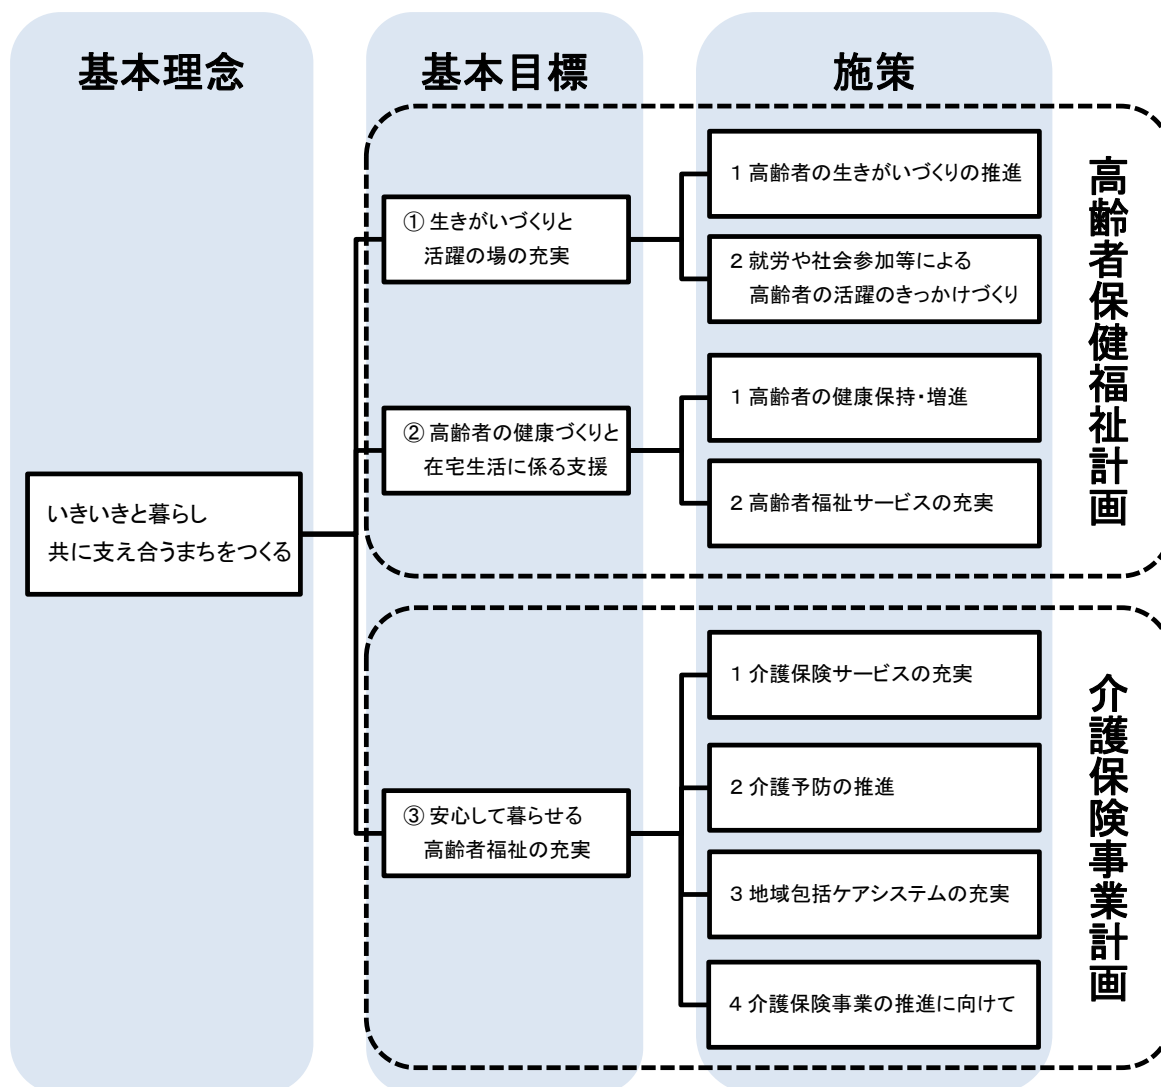 基本理念
基本目標
施策
いきいきと暮らし
共に支え合うまちをつくる
① 生きがいづくりと
活躍の場の充実
1 高齢者の生きがいづくりの推進
2 就労や社会参加等による
高齢者の活躍のきっかけづくり
② 高齢者の健康づくりと
在宅生活に係る支援
1 高齢者の健康保持・増進
2 高齢者福祉サービスの充実
高齢者保健福祉計画
③ 安心して暮らせる
高齢者福祉の充実
1 介護保険サービスの充実
2 介護予防の推進
3 地域包括ケアシステムの充実
4 介護保険事業の推進に向けて
介護保険事業計画